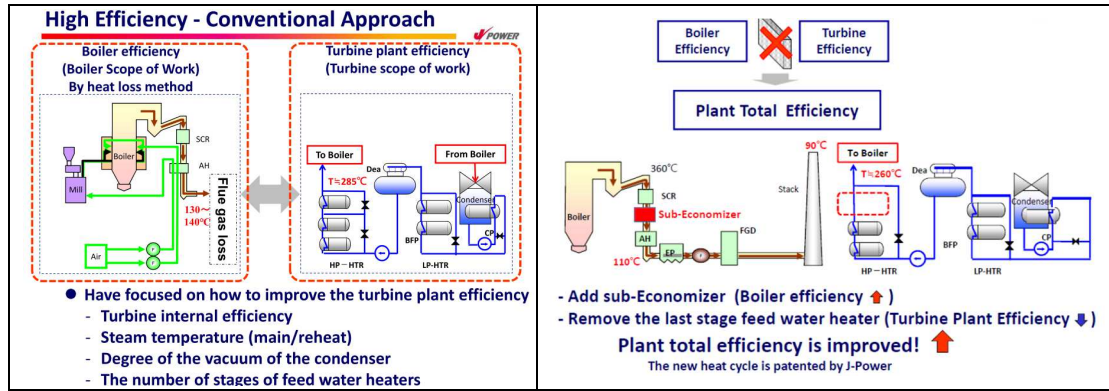 High Efficiency - Conventional Approach
J POWER
Boiler efficiency
(Boiler Scope of Work)
By heat loss method
SCR
Boiler
AH
Mill
130～
140℃
Flue gas loss
Air
F
F
Turbine plant efficiency
(Turbine scope of work)
To Boiler
From Boiler
T≒285℃
Dea
Condenser
CP
BFP
HP－HTR
LP-HTR
● Have focused on how to improve the turbine plant efficiency
- Turbine internal efficiency
- Steam temperature (main/reheat)
- Degree of the vacuum of the condenser
- The number of stages of feed water heaters
Boiler
Efficiency
Turbine
Efficiency
Plant Total Efficiency
360℃
SCR
Sub-Economizer
Boiler
AH
110℃
EP
F
FGD
90℃
Stack
To Boiler
T≒260℃
Dea
Condenser
CP
BFP
HP－HTR
LP-HTR
- Add sub-Economizer (Boiler efficiency ⬆)
- Remove the last stage feed water heater (Turbine Plant Efficiency ⬇)
Plant total efficiency is improved! ⬆
The new heat cycle is patented by J-Power